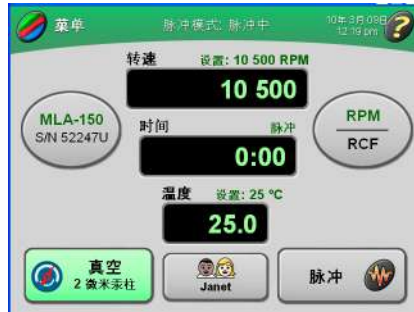 菜单
脉冲模式: 脉冲中
10年 3月 09日
12:19 pm
转速 设置: 10 500 RPM
10 500
MLA-150
S/N 52247U
时间 脉冲
0:00
RPM
RCF
温度 设置: 25 °C
25.0
真空
2 微米汞柱
Janet
脉冲